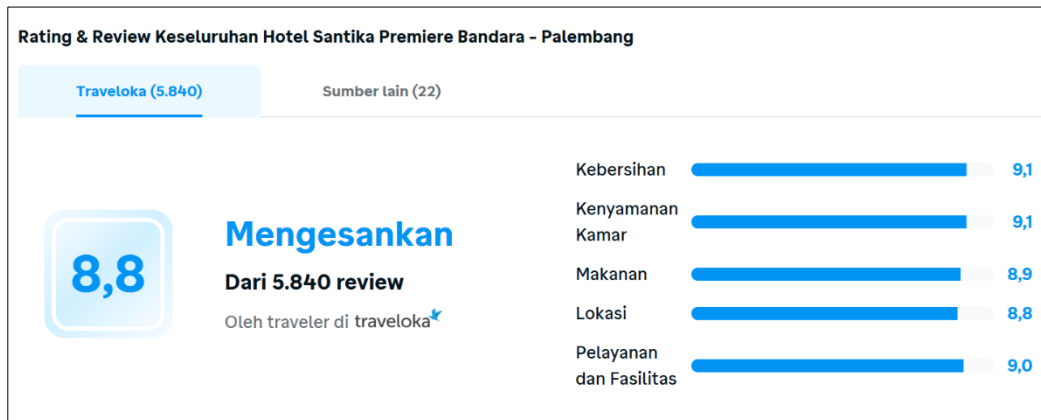 Rating & Review Keseluruhan Hotel Santika Premiere Bandara - Palembang
Traveloka (5.840)
Sumber lain (22)
8,8
Mengesankan
Dari 5.840 review
Oleh traveler di traveloka
Kebersihan 9,1
Kenyamanan
Kamar 9,1
Makanan 8,9
Lokasi 8,8
Pelayanan
dan Fasilitas 9,0